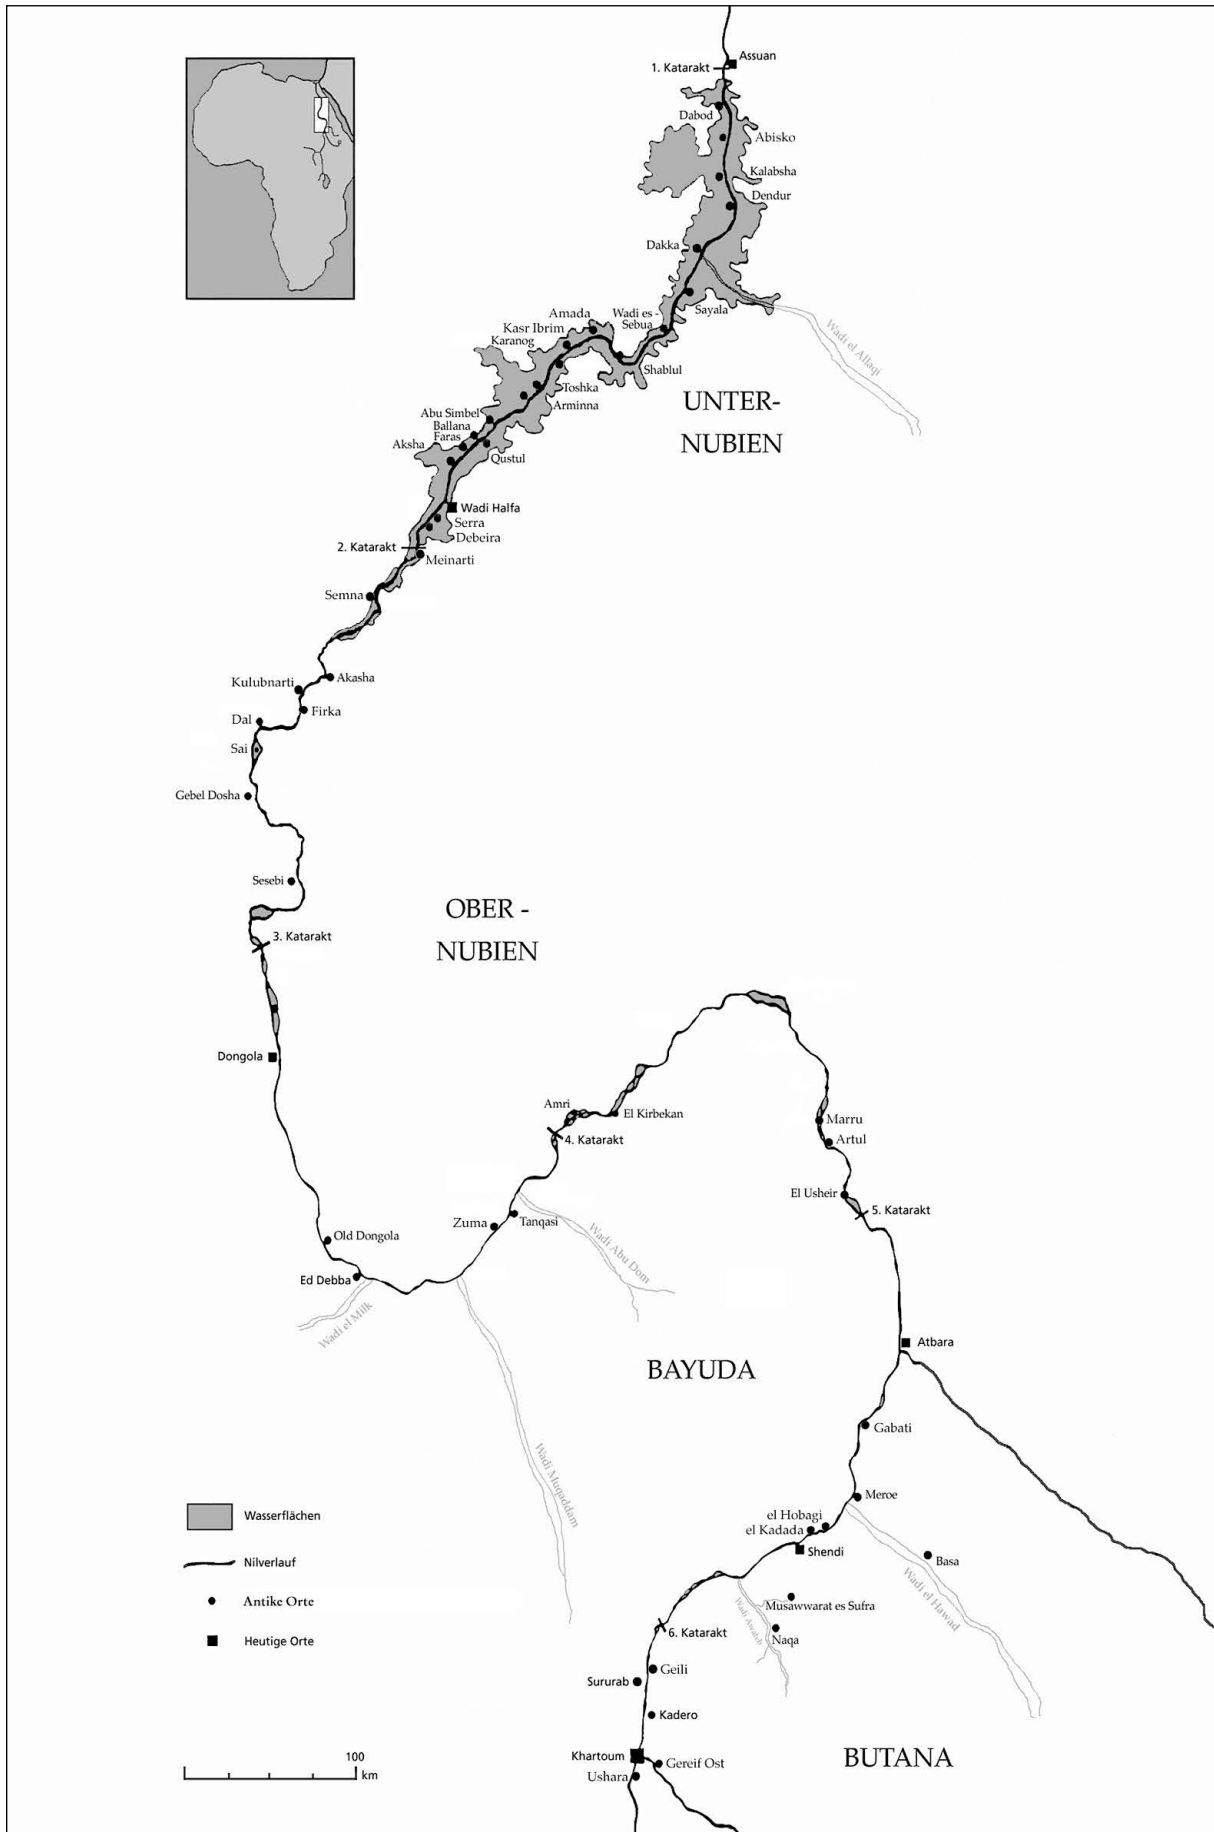 Assuan
1. Katarakt
Dabod
Abisko
Kalabsha
Dendur
Dakka
Sayala
Wadi es -
Sebua
Amada
Kasr Ibrim
Karanog
Shablul
Wadi el Allaqi
Toshka
Arminna
UNTER-
NUBIEN
Abu Simbel
Ballana
Faras
Aksha
Qustul
Wadi Halfa
Serra
Debeira
2. Katarakt
Meinarti
Semna
Akasha
Kulubnarti
Firka
Dal
Sai
Gebel Dosha
Sesebi
OBER -
NUBIEN
3. Katarakt
Dongola
Amri
El Kirbekan
4. Katarakt
Marru
Artul
El Usheir
5. Katarakt
Zuma
Tanqasi
Wadi Abu Dom
Old Dongola
Ed Debba
Wadi el Milk
Atbara
BAYUDA
Gabati
Wadi Muqaddam
Meroe
el Hobagi
el Kadada
Shendi
Basa
Wadi el Hawad
Musawwarat es Sufra
Wadi Awateb
Naqa
6. Katarakt
Geili
Sururab
Kadero
Khartoum
Gereif Ost
Ushara
BUTANA
Wasserflächen
Nilverlauf
Antike Orte
Heutige Orte
100
km